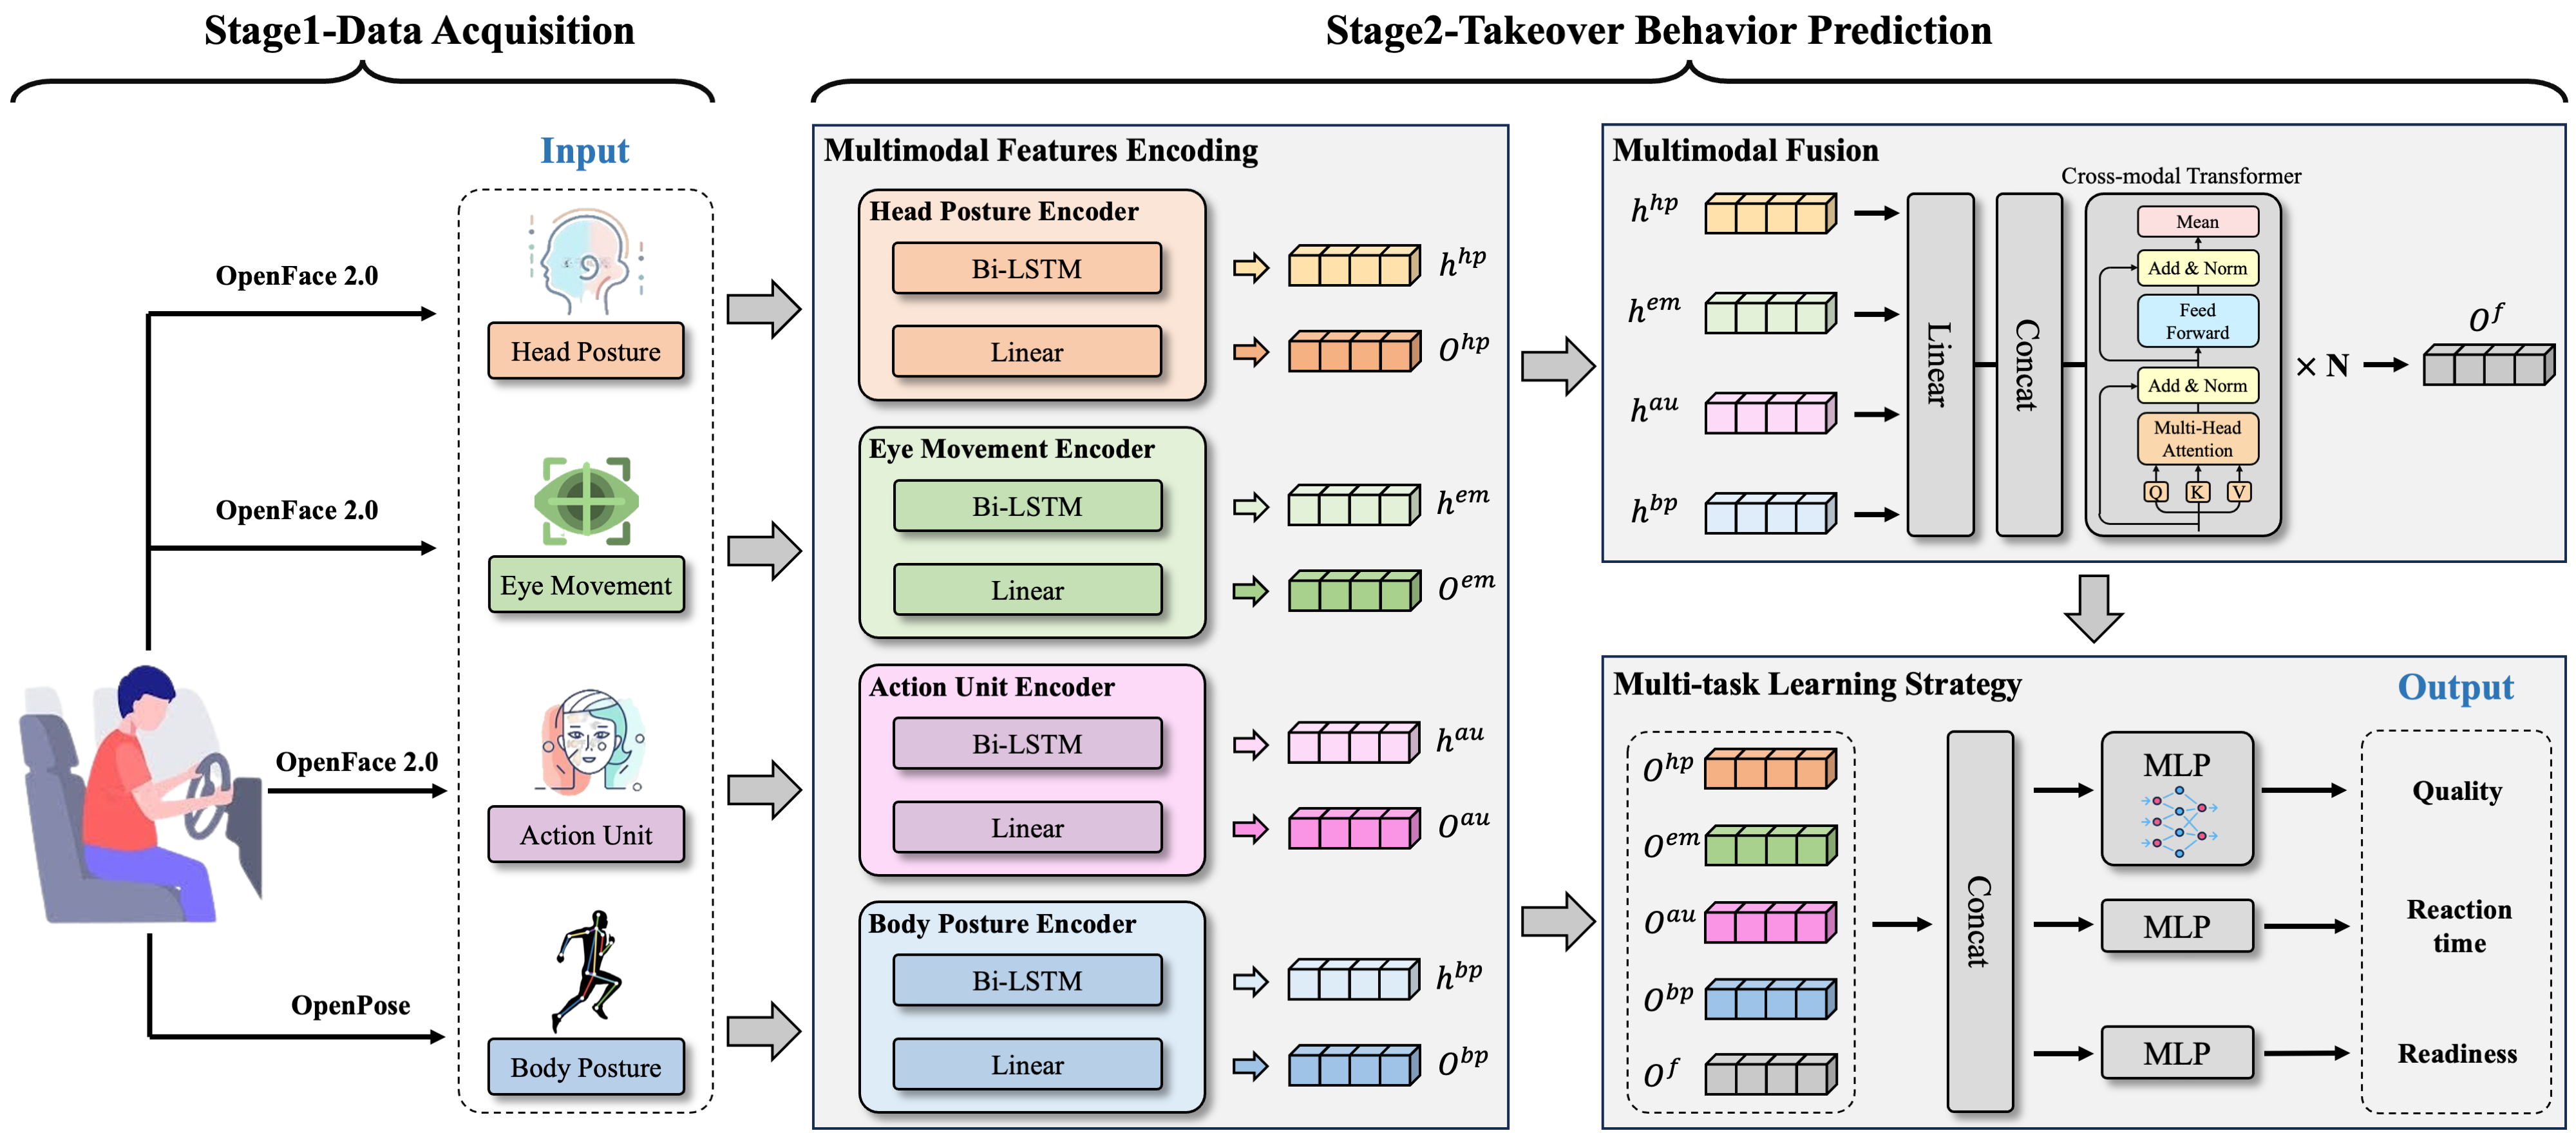 Stage1-Data Acquisition
Stage2-Takeover Behavior Prediction
Input
OpenFace 2.0
Head Posture
OpenFace 2.0
Eye Movement
OpenFace 2.0
Action Unit
OpenPose
Body Posture
Multimodal Features Encoding
Head Posture Encoder
Bi-LSTM
h^{hp}
Linear
O^{hp}
Eye Movement Encoder
Bi-LSTM
h^{em}
Linear
O^{em}
Action Unit Encoder
Bi-LSTM
h^{au}
Linear
O^{au}
Body Posture Encoder
Bi-LSTM
h^{bp}
Linear
O^{bp}
Multimodal Fusion
h^{hp}
h^{em}
h^{au}
h^{bp}
Linear
Concat
Cross-modal Transformer
Mean
Add & Norm
Feed
Forward
Add & Norm
Multi-Head
Attention
Q K V
× N
O^{f}
Multi-task Learning Strategy
Output
O^{hp}
O^{em}
O^{au}
O^{bp}
O^{f}
Concat
MLP
Quality
MLP
Reaction
time
MLP
Readiness